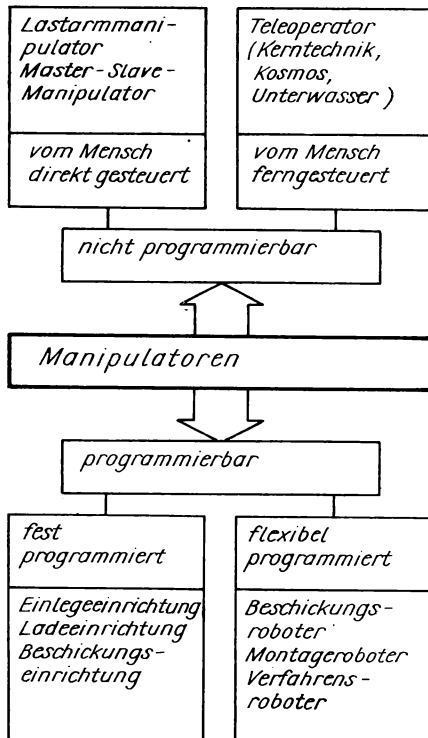 Lastarmmani-
pulator
Master-Slave-
Manipulator
vom Mensch
direkt gesteuert
Teleoperator
(Kerntechnik,
Kosmos,
Unterwasser)
vom Mensch
ferngesteuert
nicht programmierbar
Manipulatoren
programmierbar
fest
programmiert
Einlegeeinrichtung
Ladeeinrichtung
Beschickungs-
einrichtung
flexibel
programmiert
Beschickungs-
roboter
Montageroboter
Verfahrens-
roboter